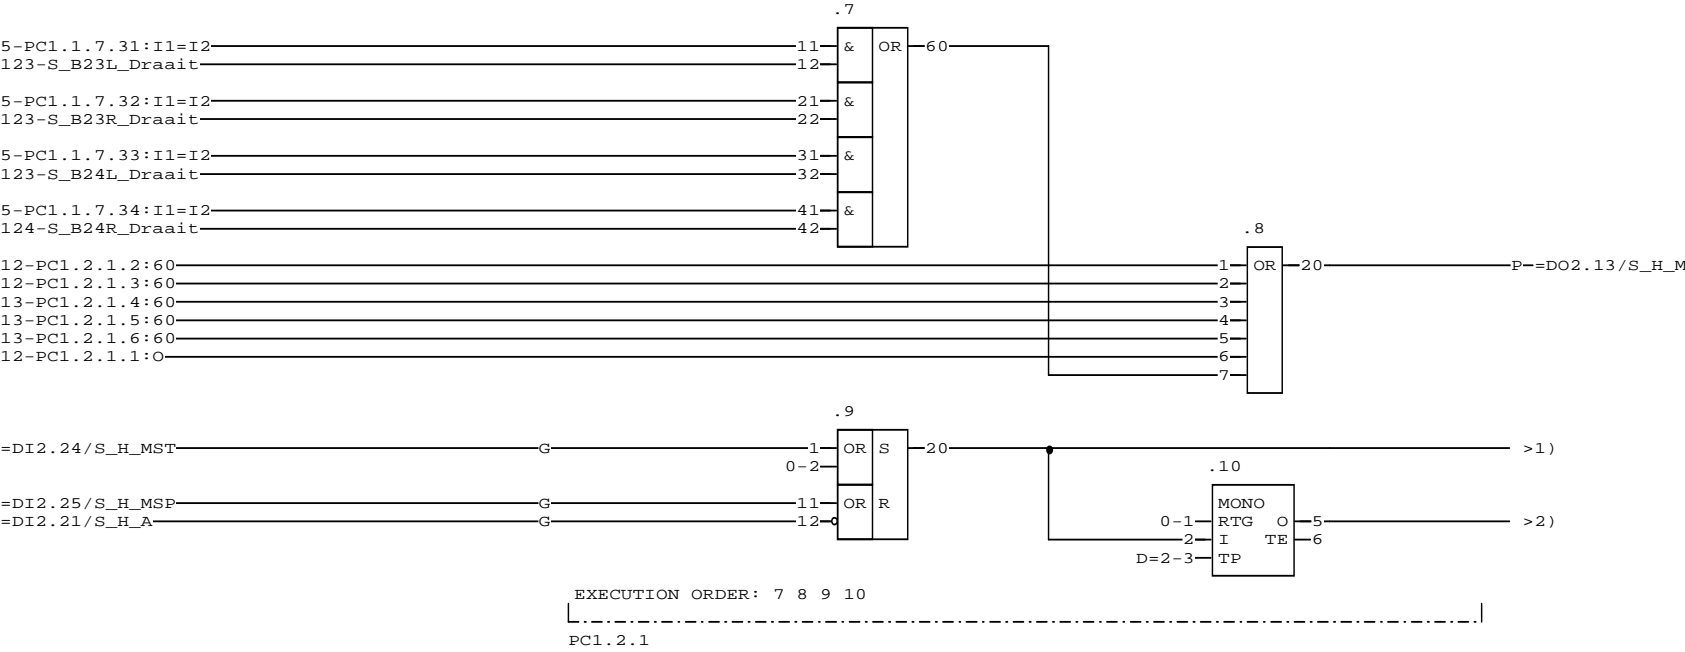 .7
5-PC1.1.7.31:I1=I2 11 & OR 60
123-S_B23L_Draait 12
5-PC1.1.7.32:I1=I2 21 &
123-S_B23R_Draait 22
5-PC1.1.7.33:I1=I2 31 &
123-S_B24L_Draait 32
5-PC1.1.7.34:I1=I2 41 &
124-S_B24R_Draait 42
.8
12-PC1.2.1.2:60 1 OR 20 P-=DO2.13/S_H_M
12-PC1.2.1.3:60 2
13-PC1.2.1.4:60 3
13-PC1.2.1.5:60 4
13-PC1.2.1.6:60 5
12-PC1.2.1.1:O 6
7
.9
=DI2.24/S_H_MST G 1 OR S 20 >1)
0-2
.10
=DI2.25/S_H_MSP G 11 OR R MONO
=DI2.21/S_H_A G 12 0-1 RTG O 5 >2)
2 I TE 6
D=2-3 TP
EXECUTION ORDER: 7 8 9 10
PC1.2.1